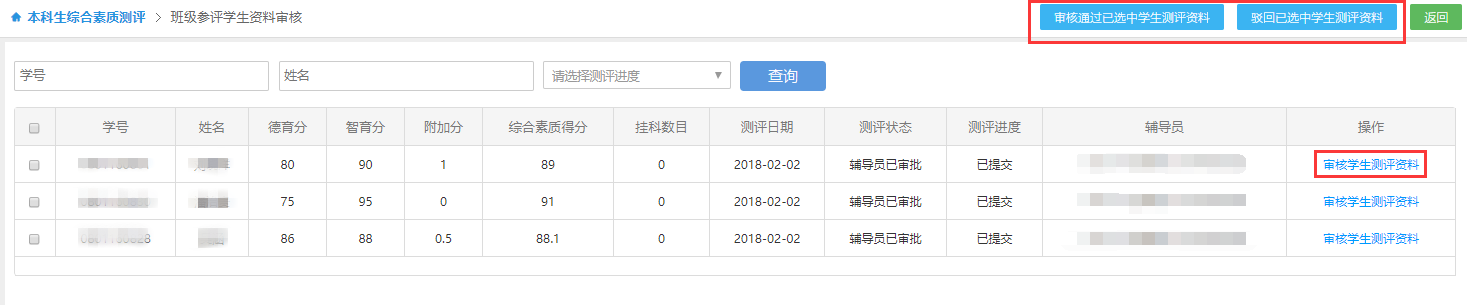 本科生综合素质测评 > 班级参评学生资料审核 审核通过已选中学生测评资料 驳回已选中学生测评资料 返回
学号 姓名 请选择测评进度 查询
学号 姓名 德育分 智育分 附加分 综合素质得分 挂科数目 测评日期 测评状态 测评进度 辅导员 操作
80 90 1 89 0 2018-02-02 辅导员已审批 已提交 审核学生测评资料
75 95 0 91 0 2018-02-02 辅导员已审批 已提交 审核学生测评资料
86 88 0.5 88.1 0 2018-02-02 辅导员已审批 已提交 审核学生测评资料